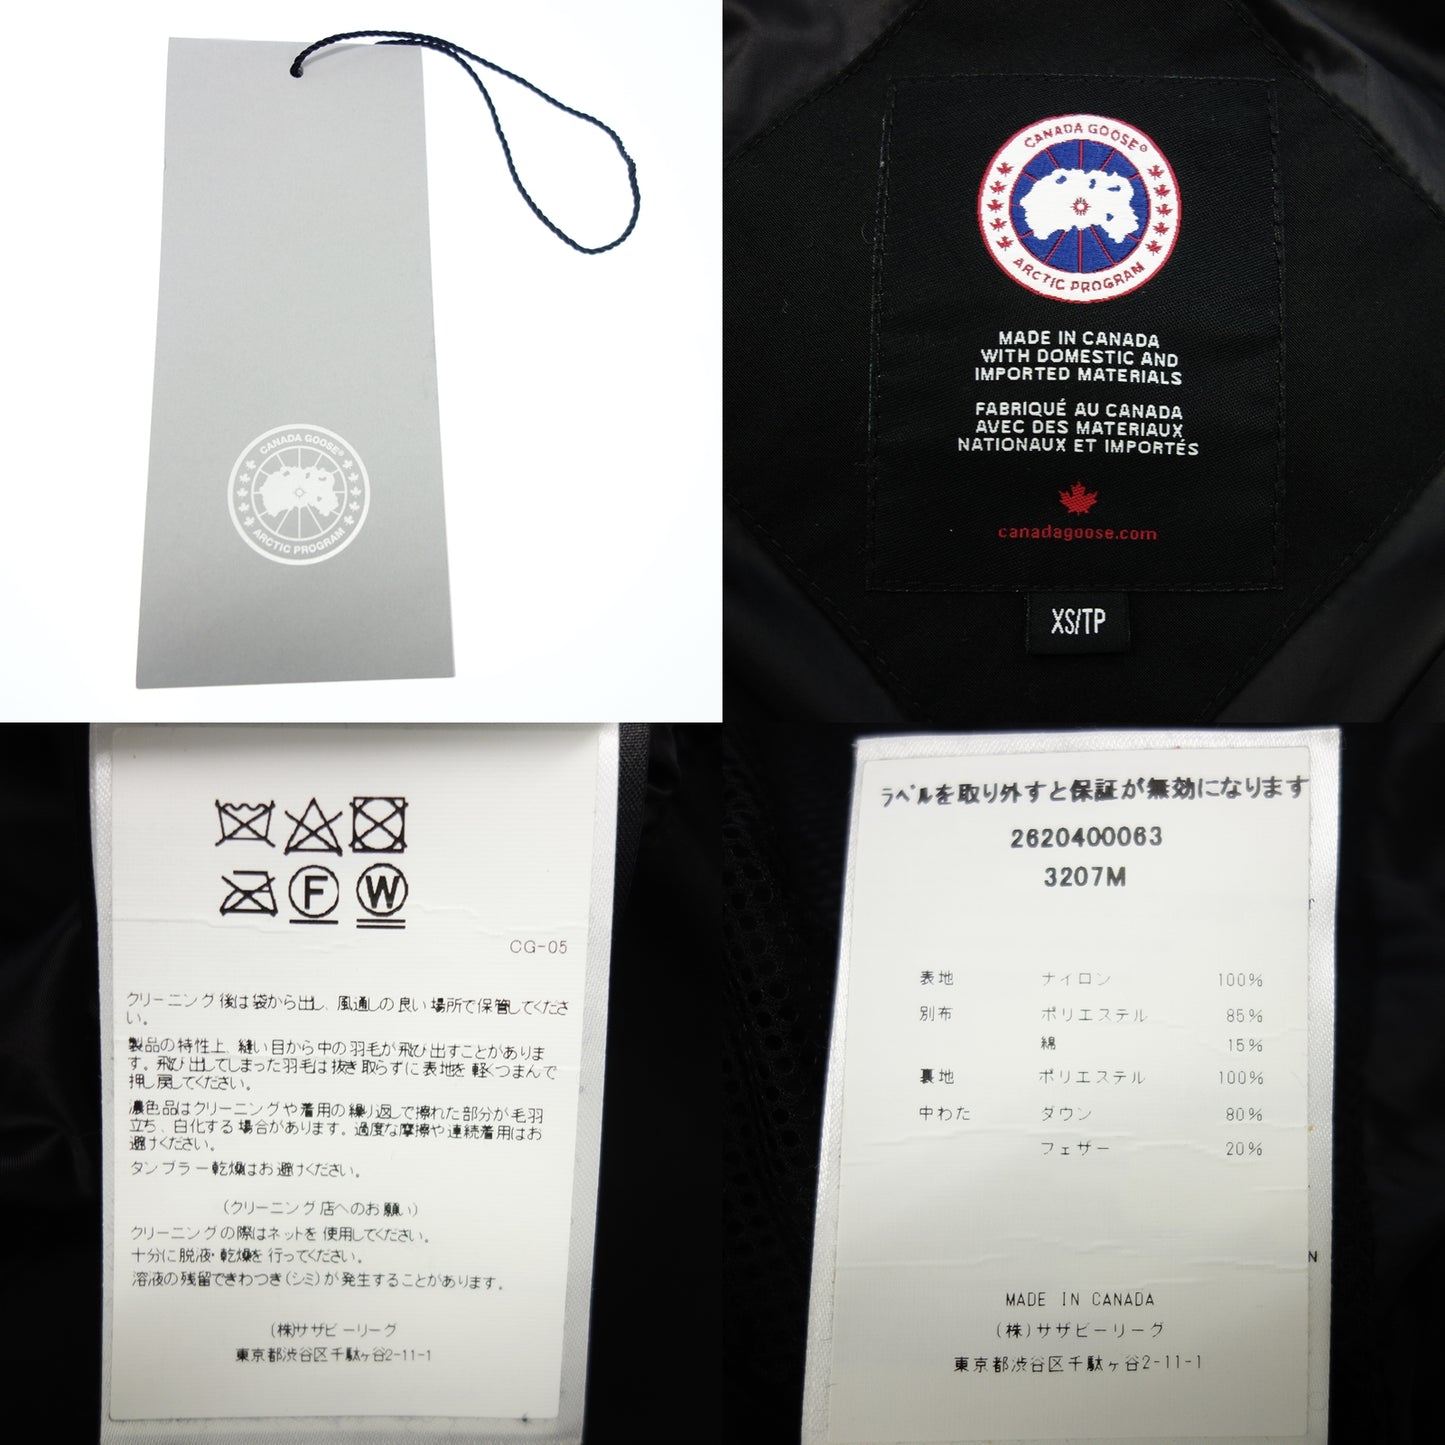 CANADA GOOSE®
ARCTIC PROGRAM
CANADA GOOSE®
ARCTIC PROGRAM
MADE IN CANADA
WITH DOMESTIC AND
IMPORTED MATERIALS
FABRIQUÉ AU CANADA
AVEC DES MATERIAUX
NATIONAUX ET IMPORTÉS
canadagoose.com
XS/TP
F W
CG-05
クリーニング後は袋から出し、風通しの良い場所で保管してくださ
い。
製品の特性上、縫い目から中の羽毛が飛び出すことがありま
す。飛び出してしまった羽毛は抜き取らずに表地を軽くつまんで
押し戻してください。
濃色品はクリーニングや着用の繰り返しで擦れた部分が毛羽
立ち、白化する場合があります。過度な摩擦や連続着用はお
避けください。
タンブラー乾燥はお避けください。
(クリーニング店へのお願い)
クリーニングの際はネットを使用してください。
十分に脱液・乾燥を行ってください。
溶液の残留できわつき(シミ)が発生することがあります。
(株)サザビーリーグ
東京都渋谷区千駄ヶ谷2-11-1
ラベルを取り外すと保証が無効になります
2620400063
3207M
表地 ナイロン 100%
別布 ポリエステル 85%
綿 15%
裏地 ポリエステル 100%
中わた ダウン 80%
フェザー 20%
MADE IN CANADA
(株)サザビーリーグ
東京都渋谷区千駄ヶ谷2-11-1